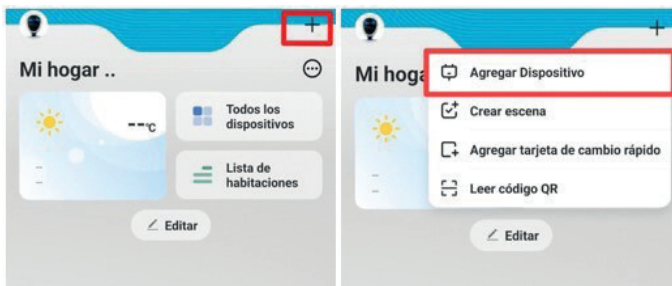 Mi hogar ..
--°C
Todos los
dispositivos
Lista de
habitaciones
Editar
Mi hoga
Agregar Dispositivo
Crear escena
Agregar tarjeta de cambio rápido
Leer código QR
Editar